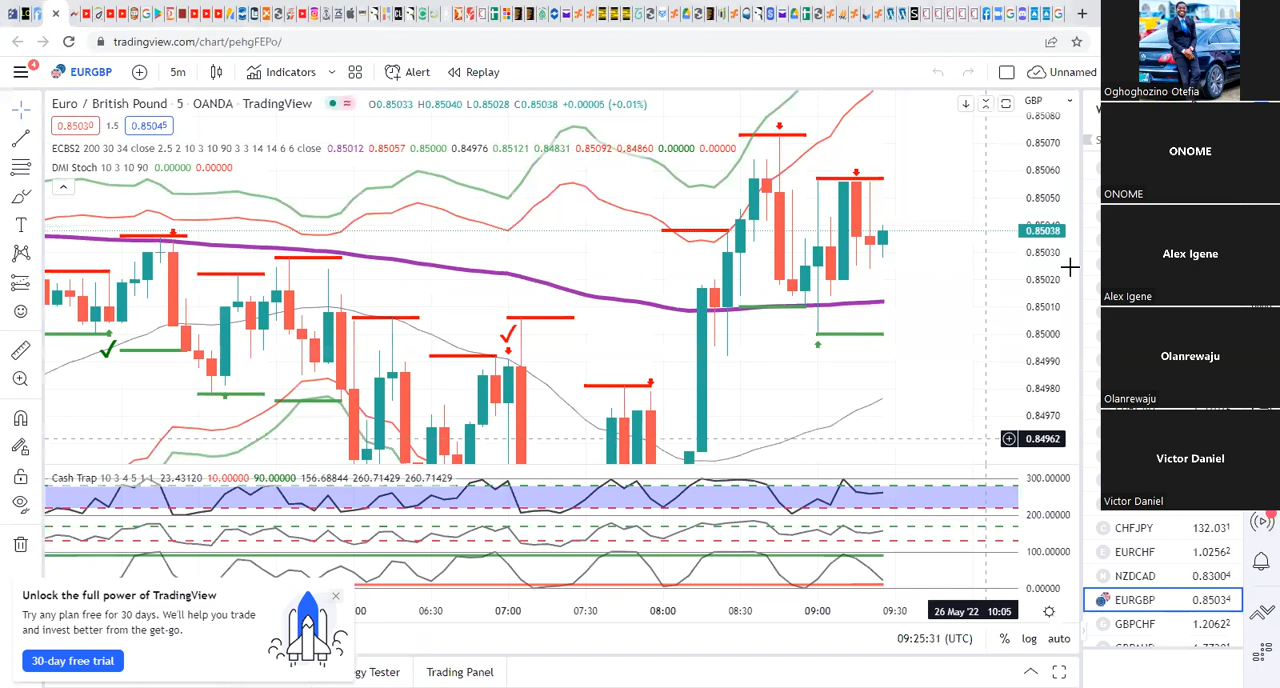 tradingview.com/chart/pehgFEPo/
4
EURGBP
5m
Indicators
Alert
Replay
Unnamed
Oghoghozino Otefia
Euro / British Pound · 5 · OANDA · TradingView
O0.85033 H0.85040 L0.85028 C0.85038 +0.00005 (+0.01%)
GBP
0.85030
1.5
0.85045
ECBS2 200 30 34 close 2.5 2 10 3 10 90 3 3 14 14 6 6 close 0.85012 0.85057 0.85000 0.84976 0.85121 0.84831 0.85092 0.84860 0.00000 0.00000
DMI Stoch 10 3 10 90 0.00000 0.00000
0.85080
0.85070
0.85060
0.85050
0.85040
0.85038
0.85030
0.85020
0.85010
0.85000
0.84990
0.84980
0.84970
0.84962
ONOME
ONOME
Alex Igene
Alex Igene
Olanrewaju
Olanrewaju
Victor Daniel
Victor Daniel
Cash Trap 10 3 4 5 1 1 23.43120 10.00000 90.00000 156.68844 260.71429 260.71429
300.00000
200.00000
100.00000
0.00000
CHFJPY 132.031
EURCHF 1.02562
NZDCAD 0.83004
EURGBP 0.85034
GBPCHF 1.20622
:00
06:30
07:00
07:30
08:00
08:30
09:00
09:30
26 May '22 10:05
09:25:31 (UTC)
%
log
auto
Unlock the full power of TradingView
Try any plan free for 30 days. We'll help you trade
and invest better from the get-go.
30-day free trial
gy Tester
Trading Panel